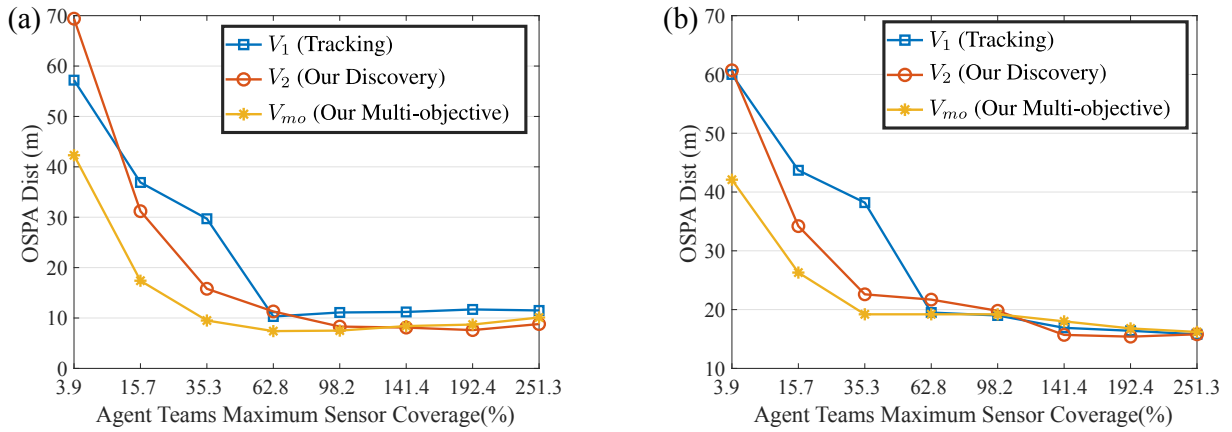 (a)
70
60
50
40
30
20
10
0
OSPA Dist (m)
V1 (Tracking)
V2 (Our Discovery)
Vmo (Our Multi-objective)
3.9 15.7 35.3 62.8 98.2 141.4 192.4 251.3
Agent Teams Maximum Sensor Coverage(%)
(b)
70
60
50
40
30
20
10
OSPA Dist (m)
V1 (Tracking)
V2 (Our Discovery)
Vmo (Our Multi-objective)
3.9 15.7 35.3 62.8 98.2 141.4 192.4 251.3
Agent Teams Maximum Sensor Coverage(%)